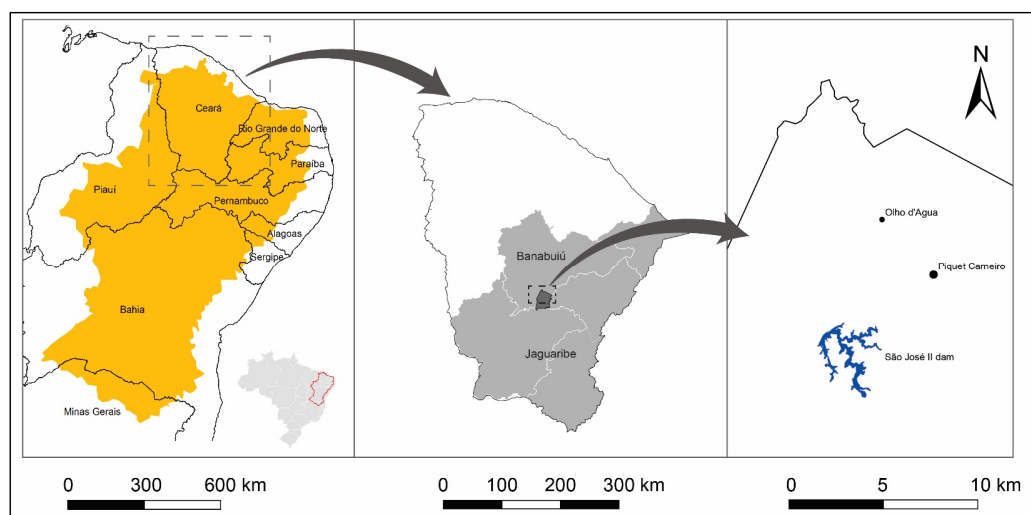 Ceará
Rio Grande do Norte
Paraíba
Piauí
Pernambuco
Alagoas
Sergipe
Bahia
Minas Gerais
0 300 600 km
Banabuiú
Jaguaribe
0 100 200 300 km
N
Olho d'Agua
Piquet Carneiro
São José II dam
0 5 10 km